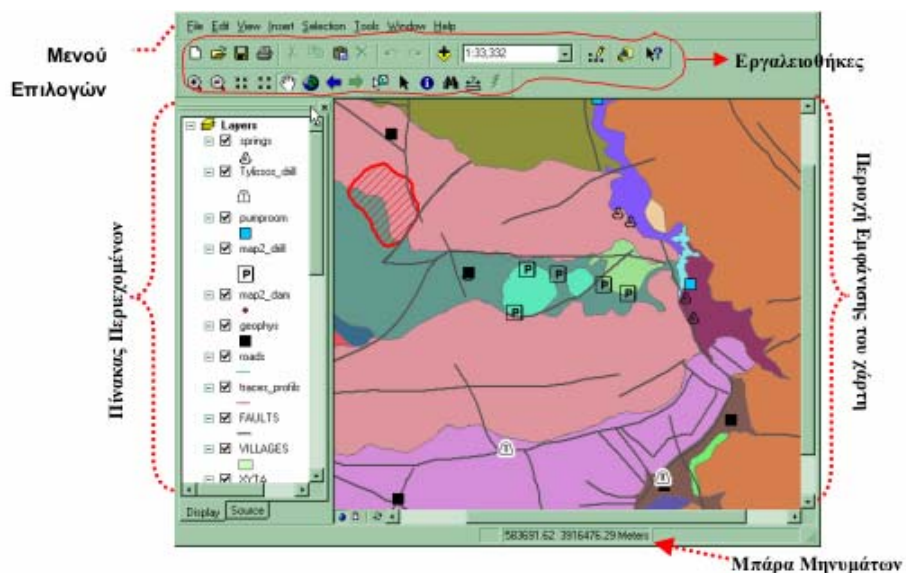 File Edit View Insert Selection Tools Window Help
Μενού
Επιλογών
1:33,332
Εργαλειοθήκες
Layers
springs
Tylissos_drill
pumproom
map2_drill
P
map2_dam
geophys
roads
traces_profils
FAULTS
VILLAGES
XYTA
Display Source
P
P
P
P
P
583691.62 3916476.29 Meters
Πίνακας Περιεχομένων
Περιοχή Εμφάνισης του χάρτη
Μπάρα Μηνυμάτων